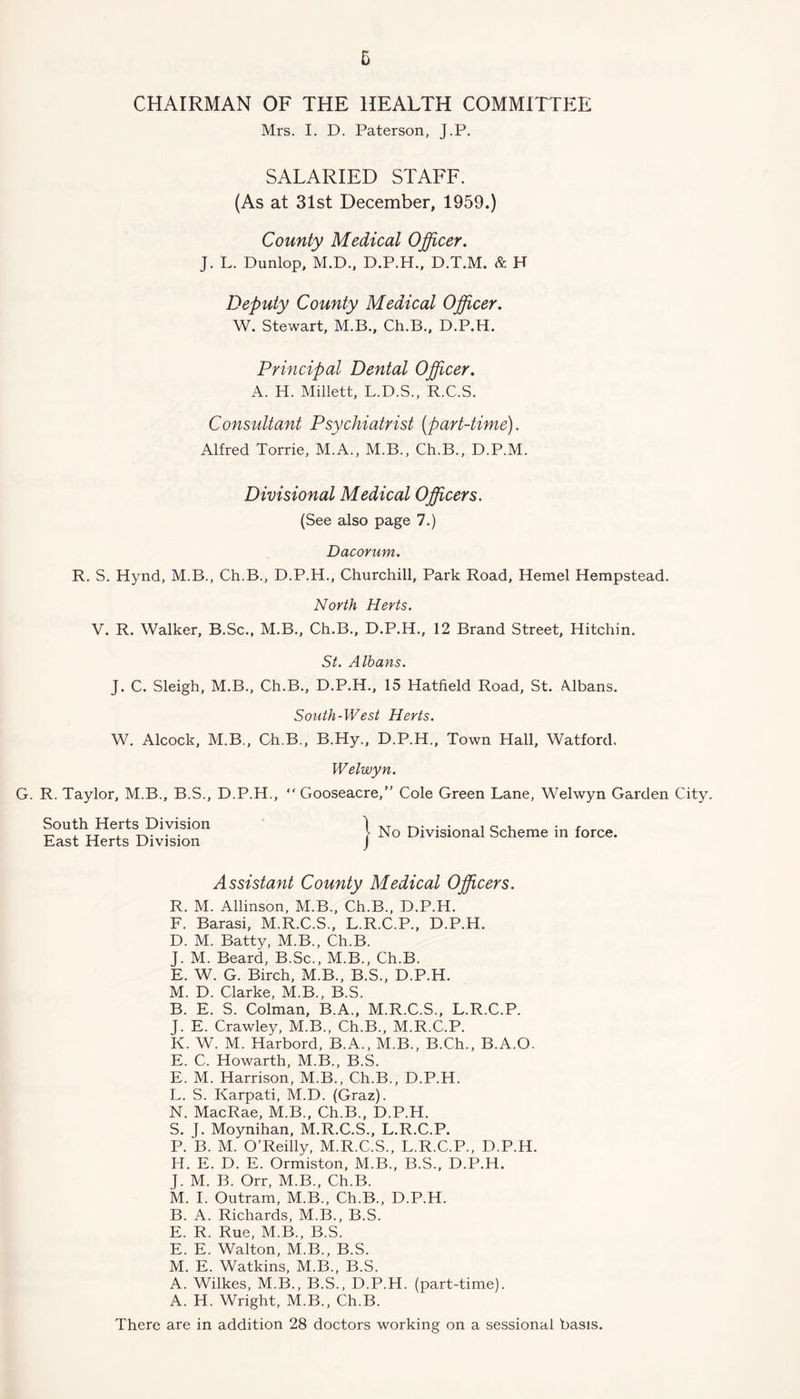 5
CHAIRMAN OF THE HEALTH COMMITTEE
Mrs. I. D. Paterson, J.P.
SALARIED STAFF.
(As at 31st December, 1959.)
County Medical Officer.
J. L. Dunlop, M.D., D.P.H., D.T.M. & H
Deputy County Medical Officer.
W. Stewart, M.B., Ch.B., D.P.H.
Principal Dental Officer.
A. H. Millett, L.D.S., R.C.S.
Consultant Psychiatrist (part-time).
Alfred Torrie, M.A., M.B., Ch.B., D.P.M.
Divisional Medical Officers.
(See also page 7.)
Dacorum.
R. S. Hynd, M.B., Ch.B., D.P.H., Churchill, Park Road, Hemel Hempstead.
North Herts.
V. R. Walker, B.Sc., M.B., Ch.B., D.P.H., 12 Brand Street, Hitchin.
St. Albans.
J. C. Sleigh, M.B., Ch.B., D.P.H., 15 Hatfield Road, St. Albans.
South-West Herts.
W. Alcock, M.B., Ch.B., B.Hy., D.P.H., Town Hall, Watford.
Welwyn.
G. R. Taylor, M.B., B.S., D.P.H., "Gooseacre," Cole Green Lane, Welwyn Garden City.
South Herts Division
East Herts Division } No Divisional Scheme in force.
Assistant County Medical Officers.
R. M. Allinson, M.B., Ch.B., D.P.H.
F. Barasi, M.R.C.S., L.R.C.P., D.P.H.
D. M. Batty, M.B., Ch.B.
J. M. Beard, B.Sc., M.B., Ch.B.
E. W. G. Birch, M.B., B.S., D.P.H.
M. D. Clarke, M.B., B.S.
B. E. S. Colman, B.A., M.R.C.S., L.R.C.P.
J. E. Crawley, M.B., Ch.B., M.R.C.P.
K. W. M. Harbord, B.A., M.B., B.Ch., B.A.O.
E. C. Howarth, M.B., B.S.
E. M. Harrison, M.B., Ch.B., D.P.H.
L. S. Karpati, M.D. (Graz).
N. MacRae, M.B., Ch.B., D.P.H.
S. J. Moynihan, M.R.C.S., L.R.C.P.
P. B. M. O'Reilly, M.R.C.S., L.R.C.P., D.P.H.
H. E. D. E. Ormiston, M.B., B.S., D.P.H.
J. M. B. Orr, M.B., Ch.B.
M. I. Outram, M.B., Ch.B., D.P.H.
B. A. Richards, M.B., B.S.
E. R. Rue, M.B., B.S.
E. E. Walton, M.B., B.S.
M. E. Watkins, M.B., B.S.
A. Wilkes, M.B., B.S., D.P.H. (part-time).
A. H. Wright, M.B., Ch.B.
There are in addition 28 doctors working on a sessional basis.